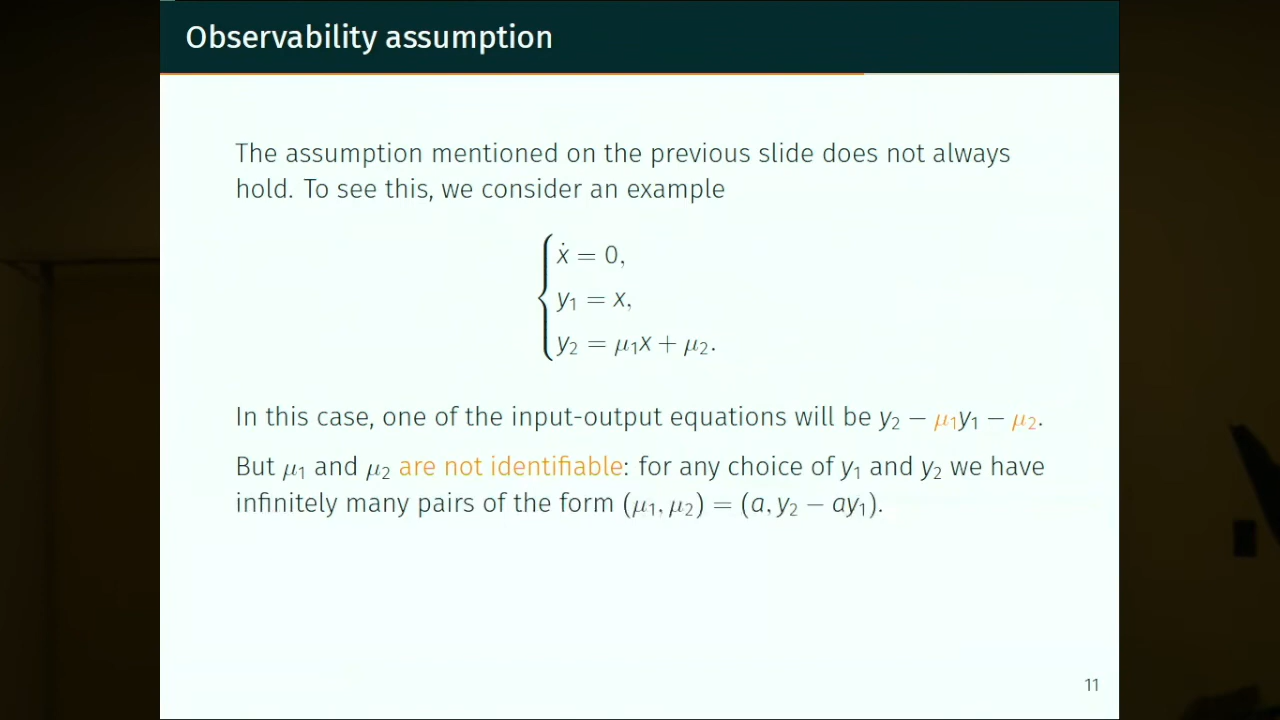 Observability assumption
The assumption mentioned on the previous slide does not always
hold. To see this, we consider an example
ẋ = 0,
y₁ = x,
y₂ = μ₁x + μ₂.
In this case, one of the input-output equations will be y₂ − μ₁y₁ − μ₂.
But μ₁ and μ₂ are not identifiable: for any choice of y₁ and y₂ we have
infinitely many pairs of the form (μ₁, μ₂) = (a, y₂ − ay₁).
11